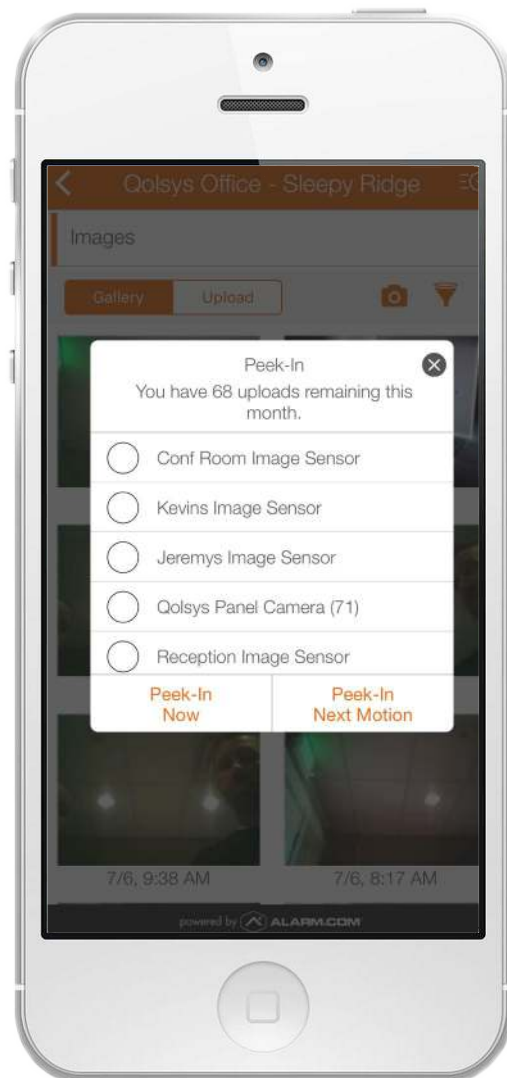 Qolsys Office - Sleepy Ridge
Images
Gallery
Upload
Peek-In
You have 68 uploads remaining this
month.
Conf Room Image Sensor
Kevins Image Sensor
Jeremys Image Sensor
Qolsys Panel Camera (71)
Reception Image Sensor
Peek-In
Now
Peek-In
Next Motion
7/6, 9:38 AM
7/6, 8:17 AM
powered by ALARM.COM